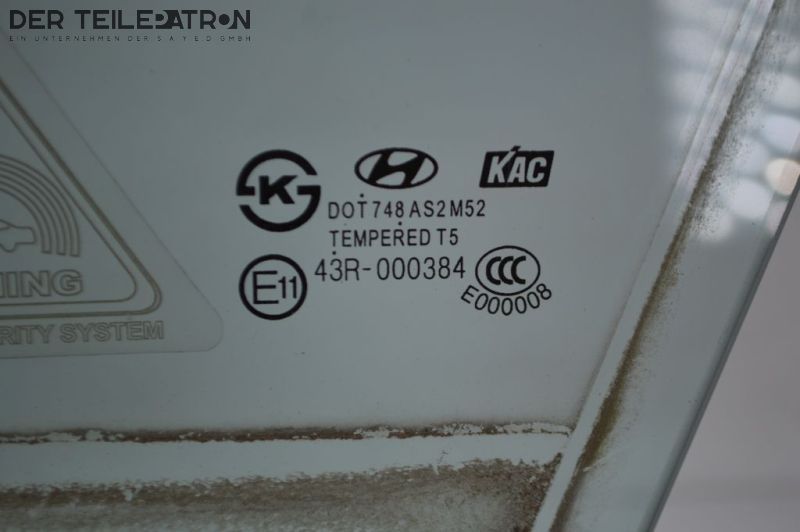 DER TEILEPATRON
EIN UNTERNEHMEN DER S A Y E D GMBH
KAC
DOT 748 AS2 M52
TEMPERED T5
E11
43R-000384
CCC
E000008
NING
RITY SYSTEM